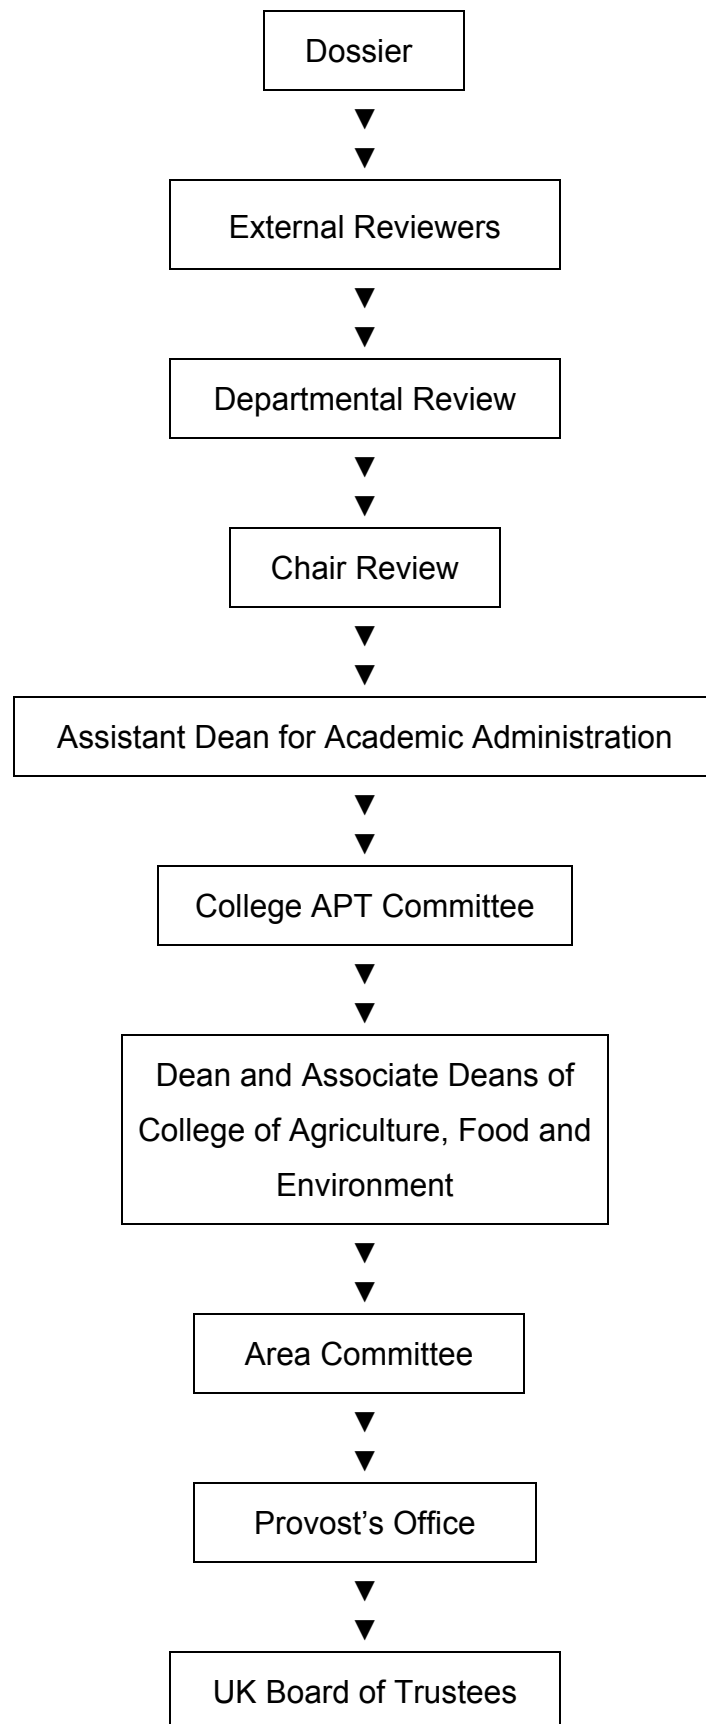 Dossier
▼
▼
External Reviewers
▼
▼
Departmental Review
▼
▼
Chair Review
▼
▼
Assistant Dean for Academic Administration
▼
▼
College APT Committee
▼
▼
Dean and Associate Deans of
College of Agriculture, Food and
Environment
▼
▼
Area Committee
▼
▼
Provost’s Office
▼
▼
UK Board of Trustees